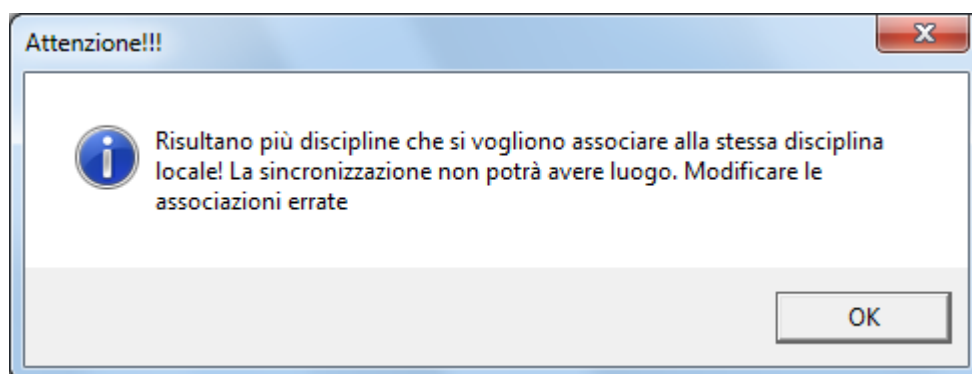 Attenzione!!!
Risultano più discipline che si vogliono associare alla stessa disciplina
locale! La sincronizzazione non potrà avere luogo. Modificare le
associazioni errate
OK